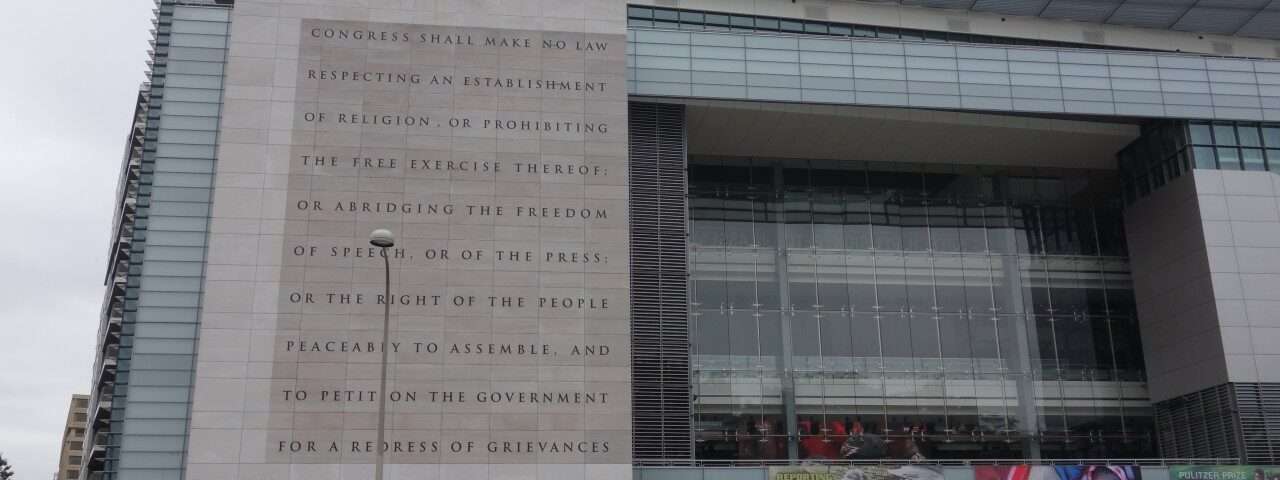 CONGRESS SHALL MAKE NO LAW
RESPECTING AN ESTABLISHMENT
OF RELIGION, OR PROHIBITING
THE FREE EXERCISE THEREOF;
OR ABRIDGING THE FREEDOM
OF SPEECH, OR OF THE PRESS;
OR THE RIGHT OF THE PEOPLE
PEACEABLY TO ASSEMBLE, AND
TO PETITION THE GOVERNMENT
FOR A REDRESS OF GRIEVANCES
REPORTING
PULITZER PRIZE